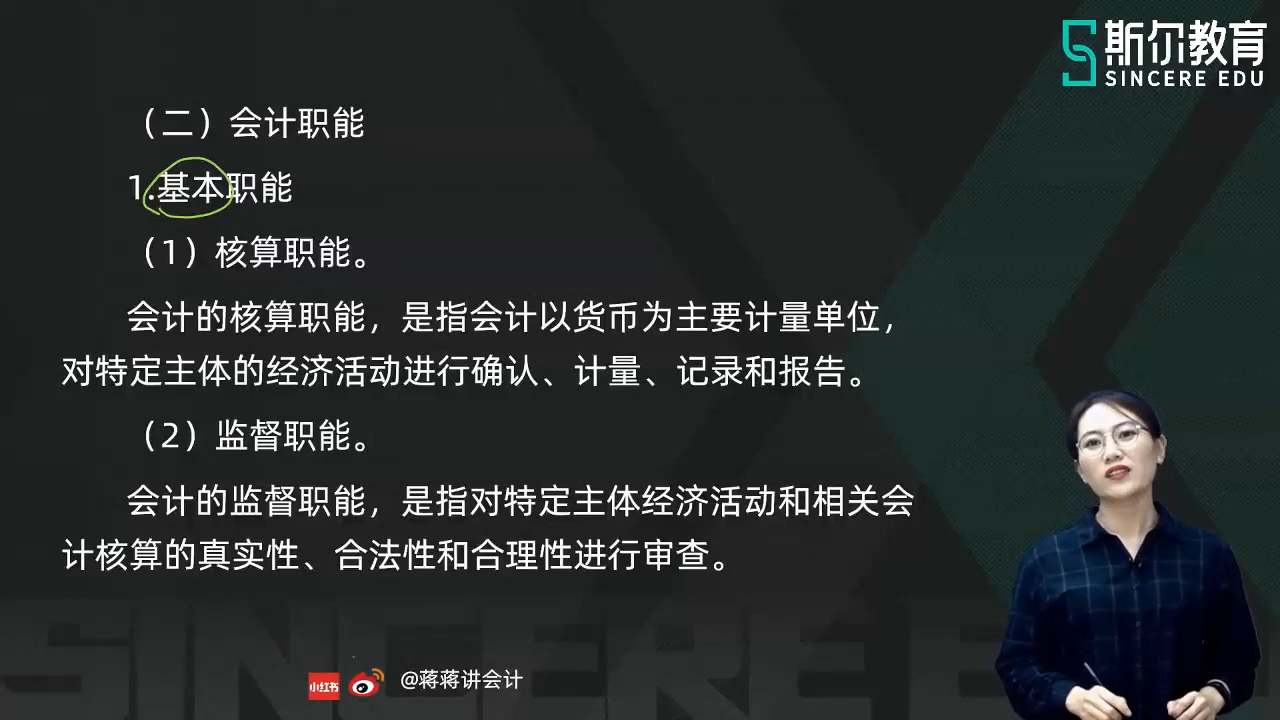 斯尔教育
SINCERE EDU
（二）会计职能
1.基本职能
（1）核算职能。
会计的核算职能，是指会计以货币为主要计量单位，
对特定主体的经济活动进行确认、计量、记录和报告。
（2）监督职能。
会计的监督职能，是指对特定主体经济活动和相关会
计核算的真实性、合法性和合理性进行审查。
SINCERE E
小红书 @蒋蒋讲会计